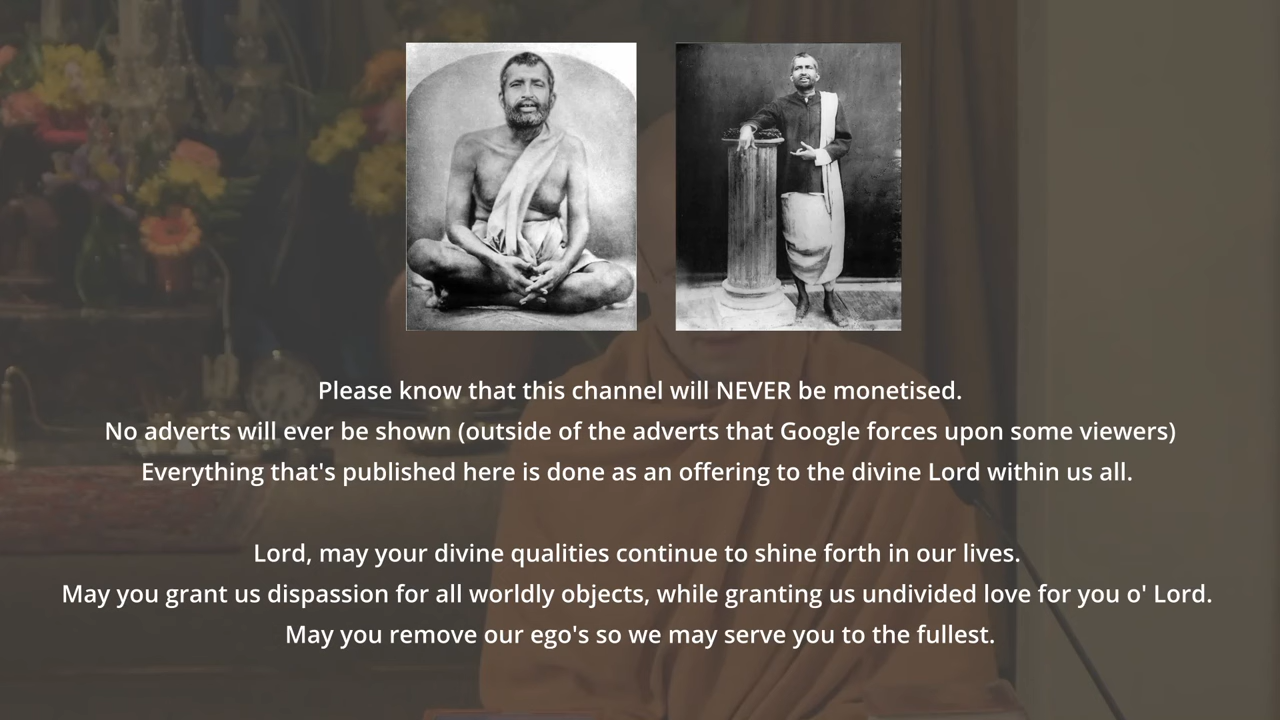 Please know that this channel will NEVER be monetised.
No adverts will ever be shown (outside of the adverts that Google forces upon some viewers)
Everything that's published here is done as an offering to the divine Lord within us all.
Lord, may your divine qualities continue to shine forth in our lives.
May you grant us dispassion for all worldly objects, while granting us undivided love for you o' Lord.
May you remove our ego's so we may serve you to the fullest.